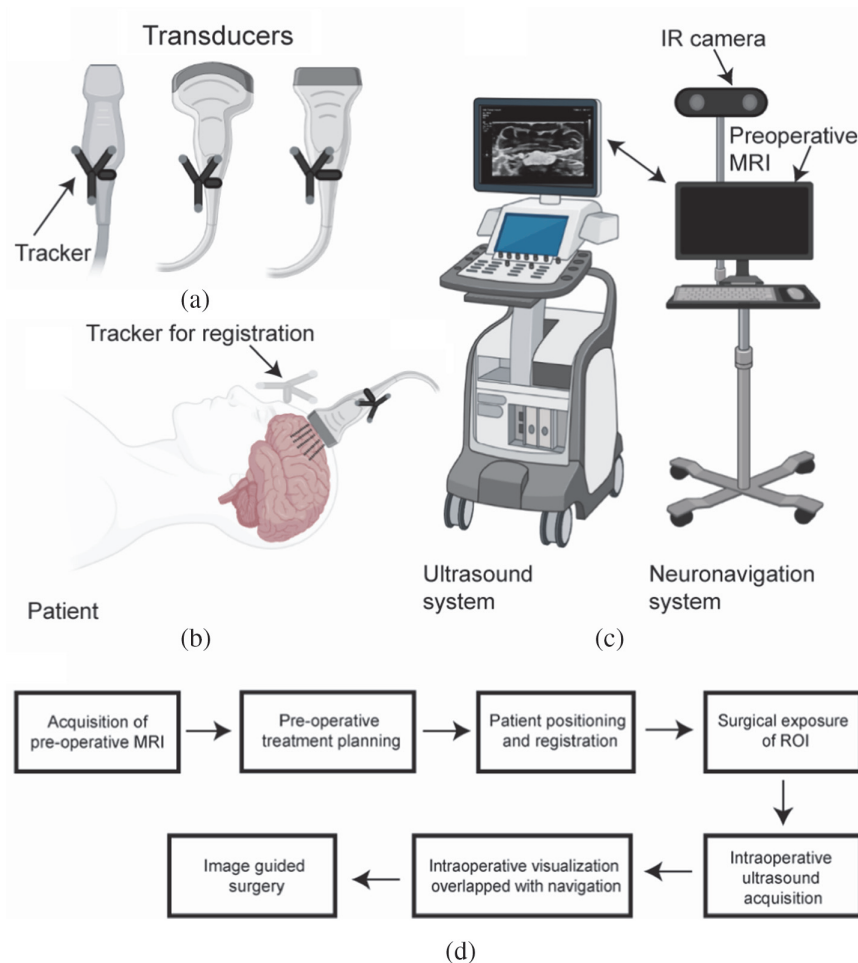 Transducers
Tracker
(a)
IR camera
Preoperative
MRI
Tracker for registration
Patient
(b)
Ultrasound
system
Neuronavigation
system
(c)
Acquisition of
pre-operative MRI
Pre-operative
treatment planning
Patient positioning
and registration
Surgical exposure
of ROI
Intraoperative
ultrasound
acquisition
Intraoperative visualization
overlapped with navigation
Image guided
surgery
(d)